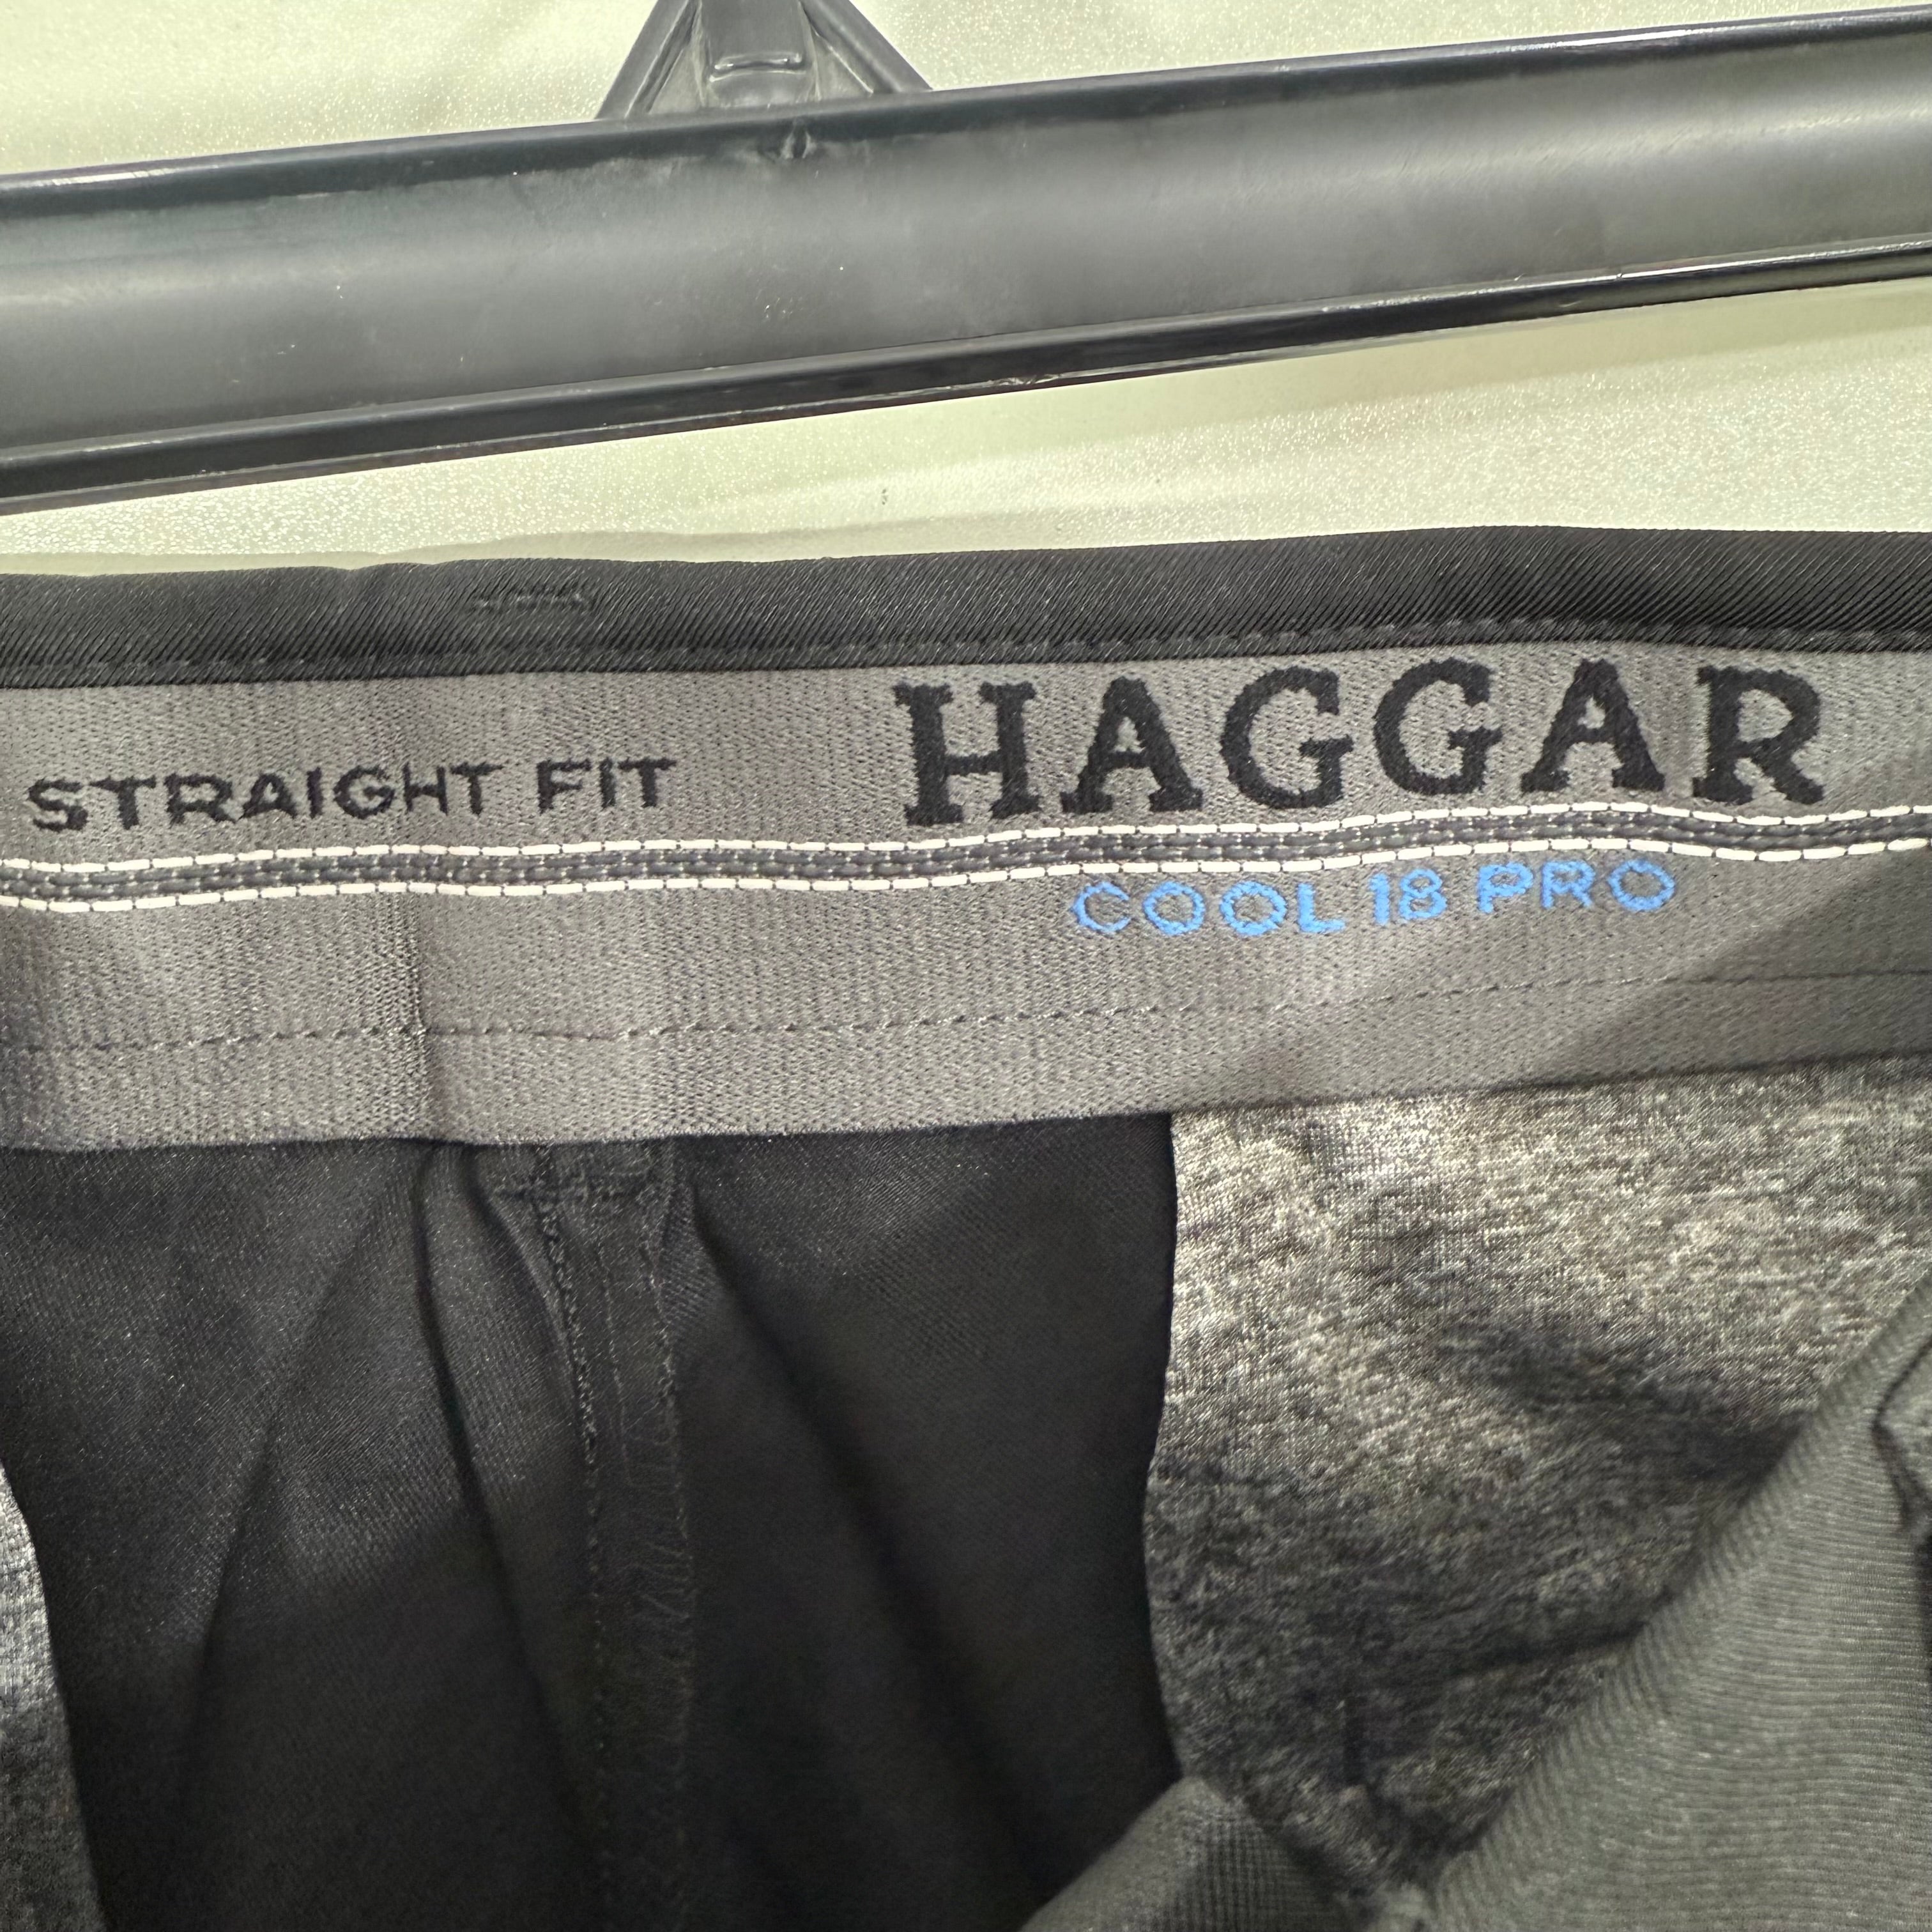 STRAIGHT FIT
HAGGAR
COOL 18 PRO